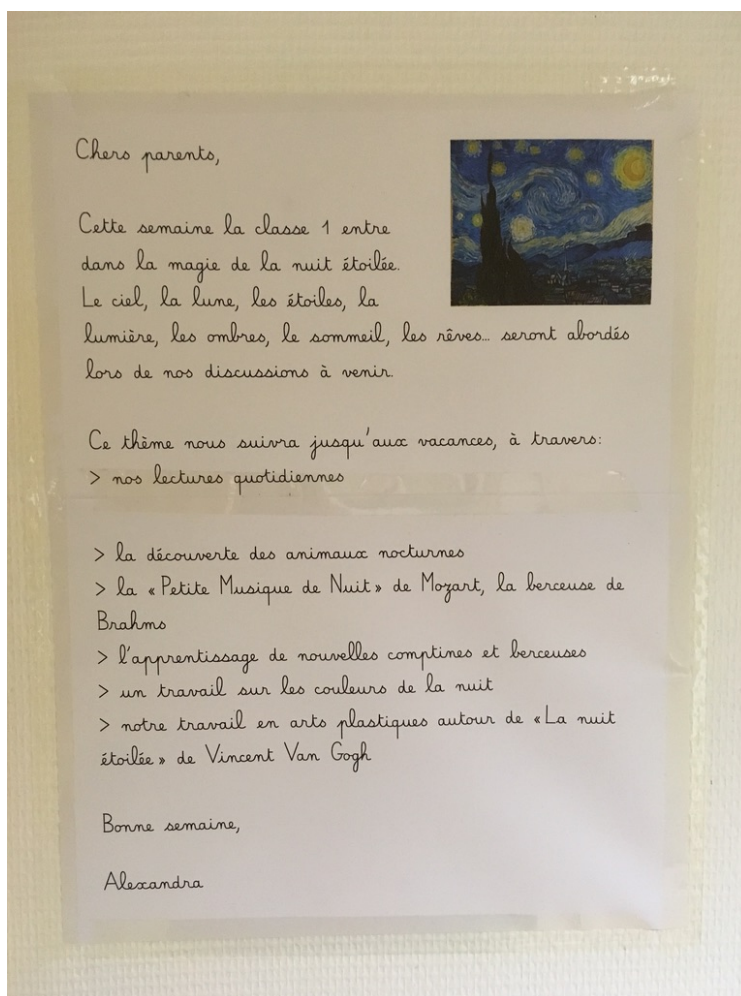 Chers parents,
Cette semaine la classe 1 entre
dans la magie de la nuit étoilée.
Le ciel, la lune, les étoiles, la
lumière, les ombres, le sommeil, les rêves... seront abordés
lors de nos discussions à venir.
Ce thème nous suivra jusqu'aux vacances, à travers:
> nos lectures quotidiennes
> la découverte des animaux nocturnes
> la « Petite Musique de Nuit » de Mozart, la berceuse de
Brahms
> l'apprentissage de nouvelles comptines et berceuses
> un travail sur les couleurs de la nuit
> notre travail en arts plastiques autour de « La nuit
étoilée » de Vincent Van Gogh
Bonne semaine,
Alexandra